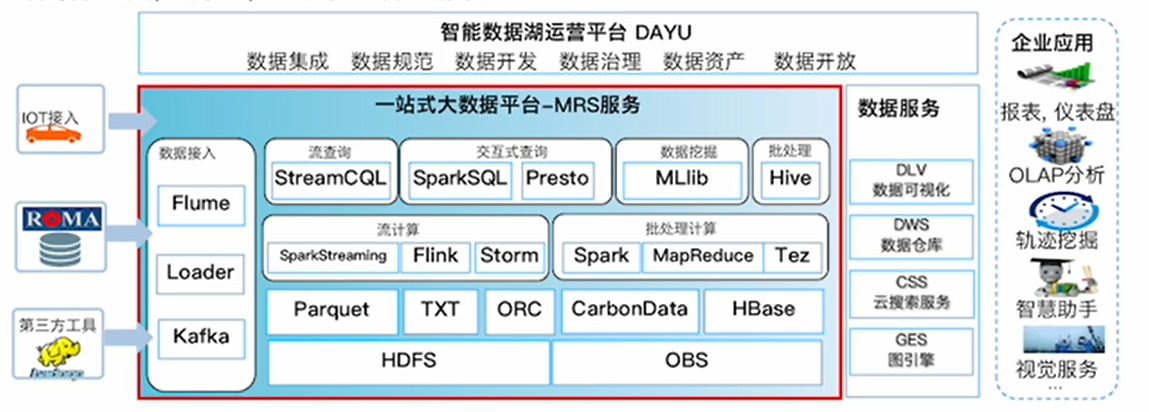 智能数据湖运营平台 DAYU
数据集成 数据规范 数据开发 数据治理 数据资产 数据开放
IOT接入
ROMA
第三方工具
一站式大数据平台-MRS服务
数据接入
Flume
Loader
Kafka
流查询
StreamCQL
交互式查询
SparkSQL Presto
数据挖掘
MLlib
批处理
Hive
流计算
SparkStreaming Flink Storm
批处理计算
Spark MapReduce Tez
Parquet TXT ORC CarbonData HBase
HDFS OBS
数据服务
DLV
数据可视化
DWS
数据仓库
CSS
云搜索服务
GES
图引擎
企业应用
报表, 仪表盘
OLAP分析
轨迹挖掘
智慧助手
视觉服务
...